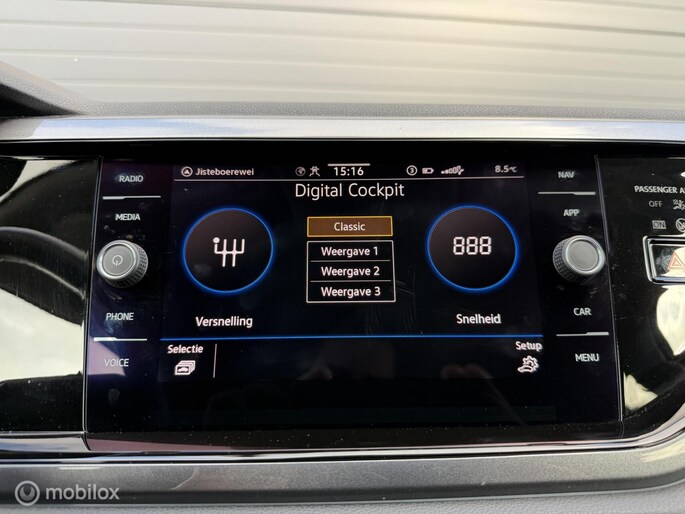 RADIO
MEDIA
PHONE
VOICE
Jisteboerewei
15:16
3
8.5°C
Digital Cockpit
Classic
Weergave 1
Weergave 2
Weergave 3
888
Versnelling
Snelheid
Selectie
Setup
NAV
APP
CAR
MENU
PASSENGER A
OFF
mobilox